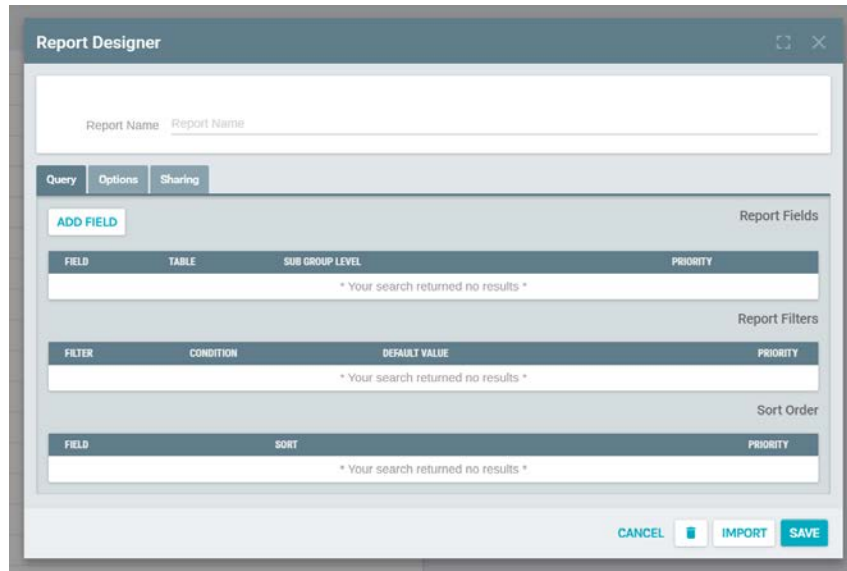 Report Designer
Report Name Report Name
Query Options Sharing
ADD FIELD Report Fields
FIELD TABLE SUB GROUP LEVEL PRIORITY
* Your search returned no results *
Report Filters
FILTER CONDITION DEFAULT VALUE PRIORITY
* Your search returned no results *
Sort Order
FIELD SORT PRIORITY
* Your search returned no results *
CANCEL IMPORT SAVE